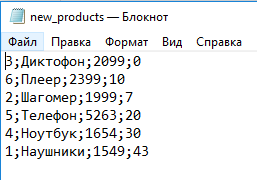 new_products — Блокнот
Файл Правка Формат Вид Справка
3;Диктофон;2099;0
6;Плеер;2399;10
2;Шагомер;1999;7
5;Телефон;5263;20
4;Ноутбук;1654;30
1;Наушники;1549;43